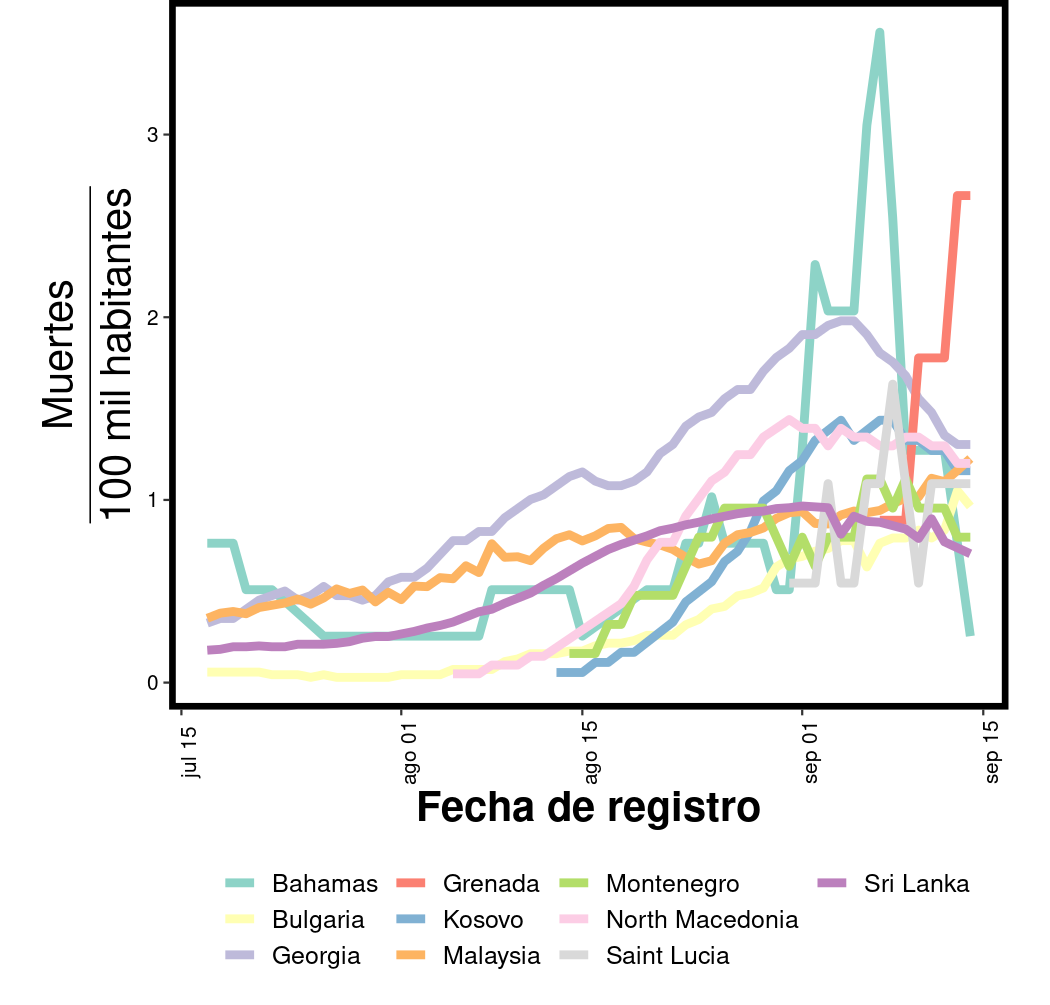 3
2
1
0
Muertes
100 mil habitantes
jul 15
ago 01
ago 15
sep 01
sep 15
Fecha de registro
Bahamas Grenada Montenegro Sri Lanka
Bulgaria Kosovo North Macedonia
Georgia Malaysia Saint Lucia